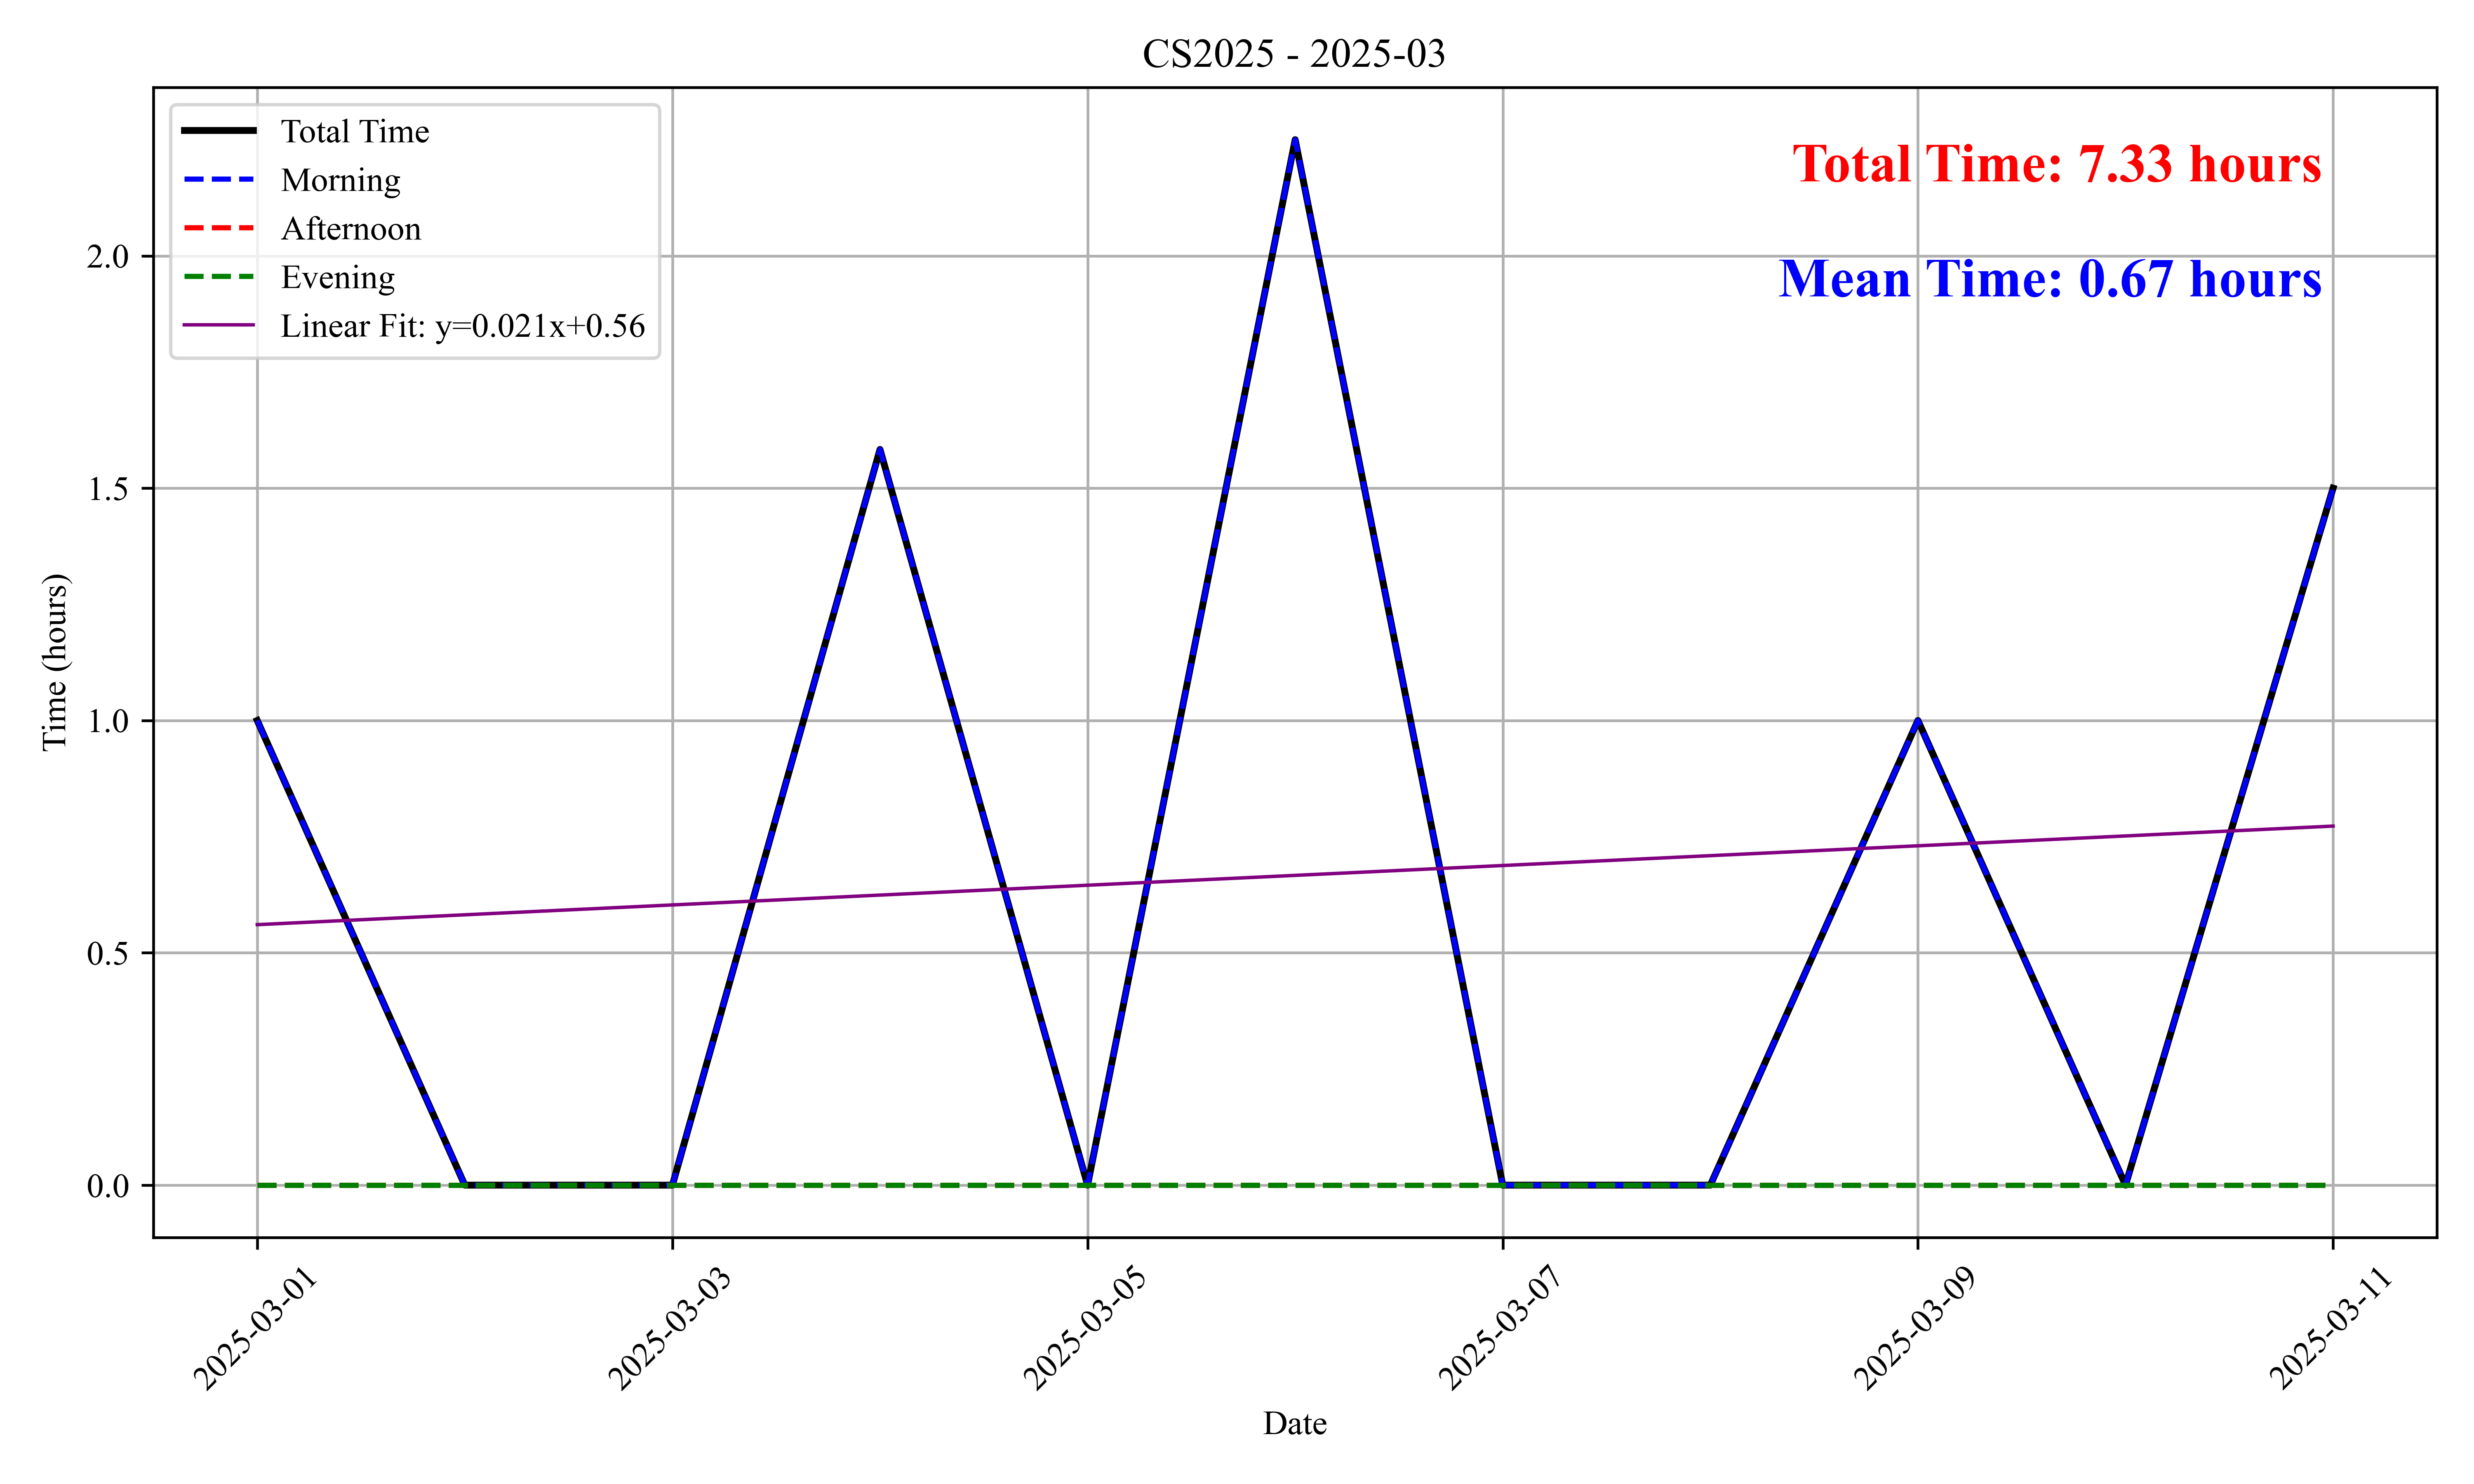 CS2025 - 2025-03
Total Time
Morning
Afternoon
Evening
Linear Fit: y=0.021x+0.56
Total Time: 7.33 hours
Mean Time: 0.67 hours
Time (hours)
2.0
1.5
1.0
0.5
0.0
2025-03-01
2025-03-03
2025-03-05
2025-03-07
2025-03-09
2025-03-11
Date